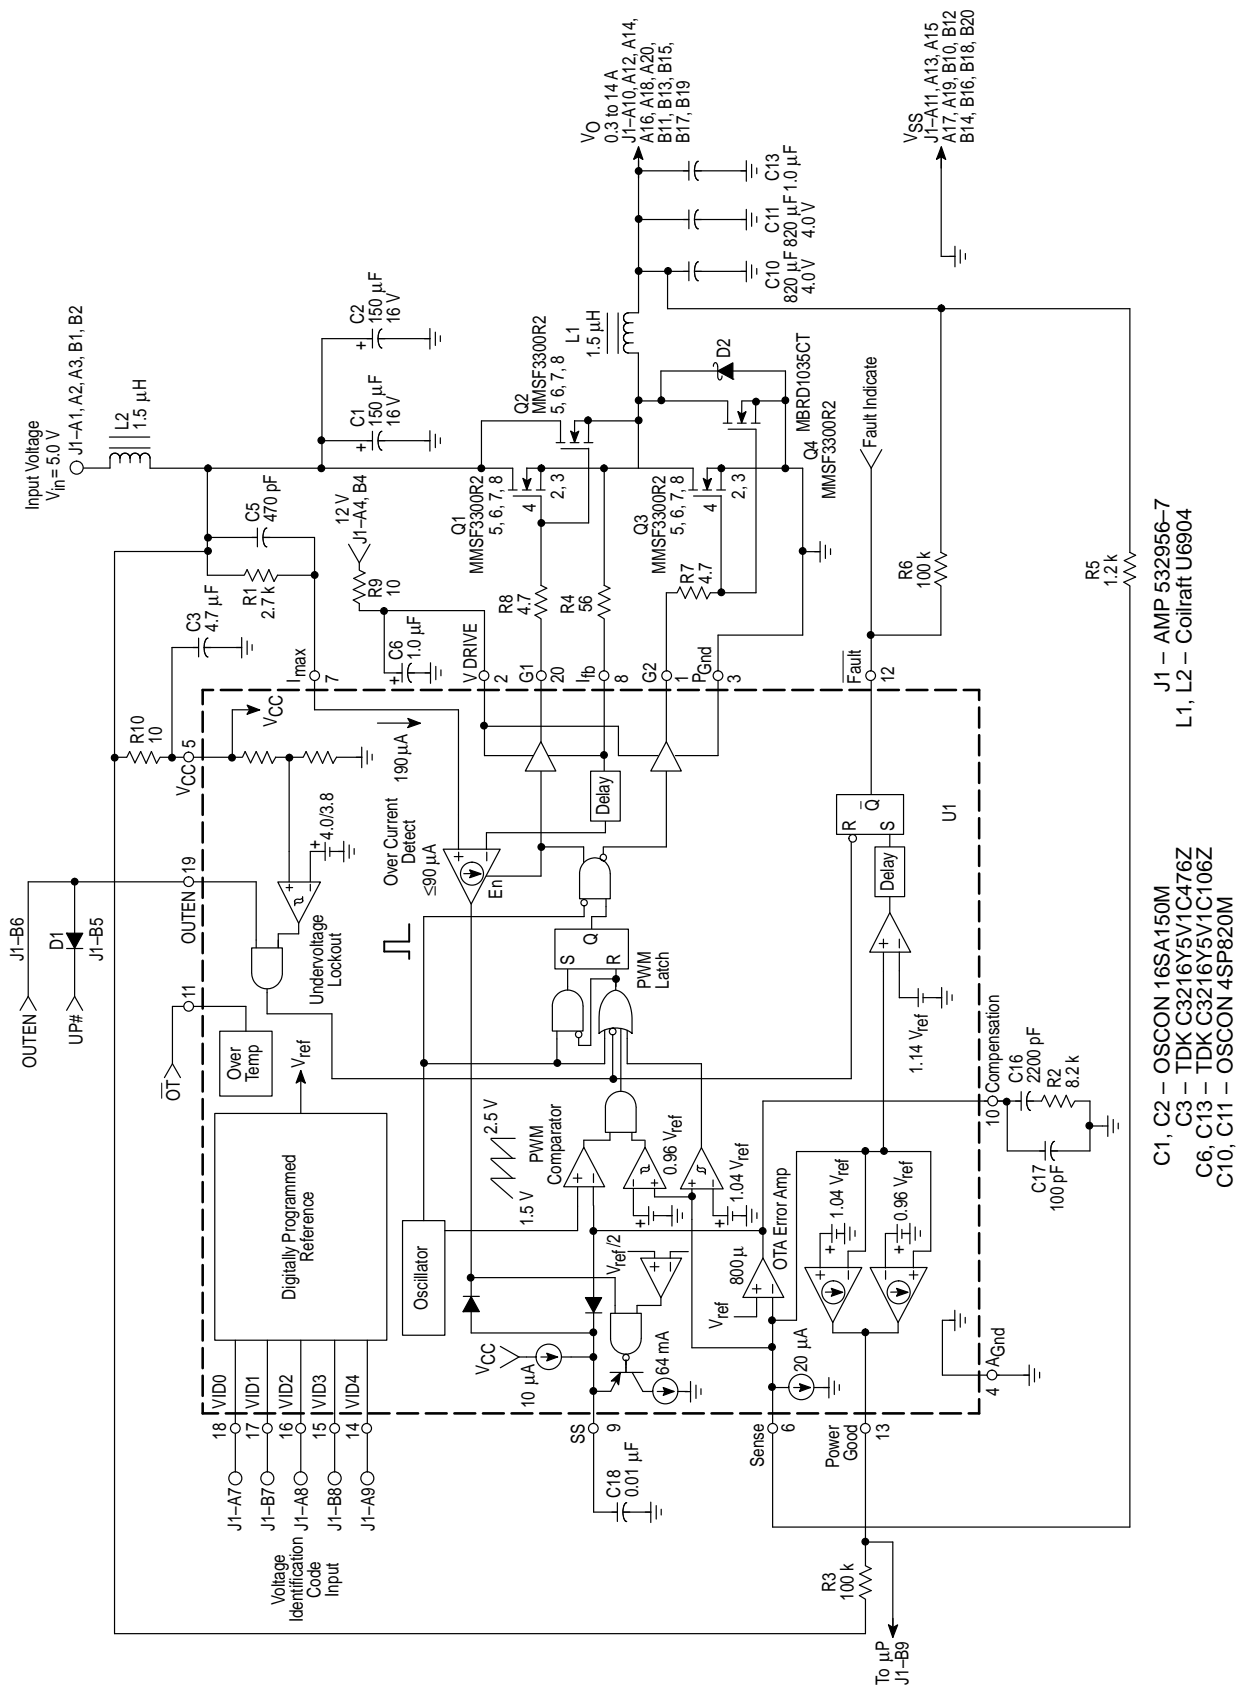 Input Voltage
Vin = 5.0 V
J1–A1, A2, A3, B1, B2
L2
1.5 µH
C2
150 µF
16 V
+
C1
150 µF
16 V
+
C5
470 pF
R1
2.7 k
C3
4.7 µF
R10
10
12 V
J1–A4, B4
R9
10
C6
1.0 µF
+
Q2
MMSF3300R2
5, 6, 7, 8
Q1
MMSF3300R2
5, 6, 7, 8
4
2, 3
L1
1.5 µH
VO
0.3 to 14 A
J1–A10, A12, A14,
A16, A18, A20,
B11, B13, B15,
B17, B19
C13
1.0 µF
C11
820 µF
4.0 V
C10
820 µF
4.0 V
VSS
J1–A11, A13, A15
A17, A19, B10, B12
B14, B16, B18, B20
D2
MBRD1035CT
Q4
MMSF3300R2
Q3
MMSF3300R2
5, 6, 7, 8
4
2, 3
R8
4.7
R4
56
R7
4.7
Fault Indicate
R6
100 k
R5
1.2 k
OUTEN
J1–B6
UP#
D1
J1–B5
OT
11
OUTEN
19
VCC
5
Imax
7
V DRIVE
2
G1
20
Ifb
8
G2
1
PGnd
3
Fault
12
VCC
190 µA
4.0/3.8
+
+
–
Undervoltage
Lockout
Over
Temp
Vref
Digitally Programmed
Reference
Over Current
Detect
≤90 µA
+
–
En
Delay
PWM
Latch
S
R
Q
Oscillator
1.5 V
2.5 V
PWM
Comparator
+
–
–
+
0.96 Vref
+
+
–
1.04 Vref
+
VCC
10 µA
64 mA
Vref/2
+
–
Vref
800 µ
OTA Error Amp
+
–
20 µA
1.04 Vref
+
+
–
0.96 Vref
+
+
–
1.14 Vref
+
+
–
Delay
R
S
Q
U1
VID0
18
J1–A7
VID1
17
J1–B7
VID2
16
J1–A8
VID3
15
J1–B8
VID4
14
J1–A9
Voltage
Identification
Code
Input
SS
9
C18
0.01 µF
Sense
6
Power
Good
13
AGnd
4
Compensation
10
C16
2200 pF
R2
8.2 k
C17
100 pF
R3
100 k
To µP
J1–B9
J1 – AMP 532956–7
L1, L2 – Coilraft U6904
C1, C2 – OSCON 16SA150M
C3 – TDK C3216Y5V1C476Z
C6, C13 – TDK C3216Y5V1C106Z
C10, C11 – OSCON 4SP820M